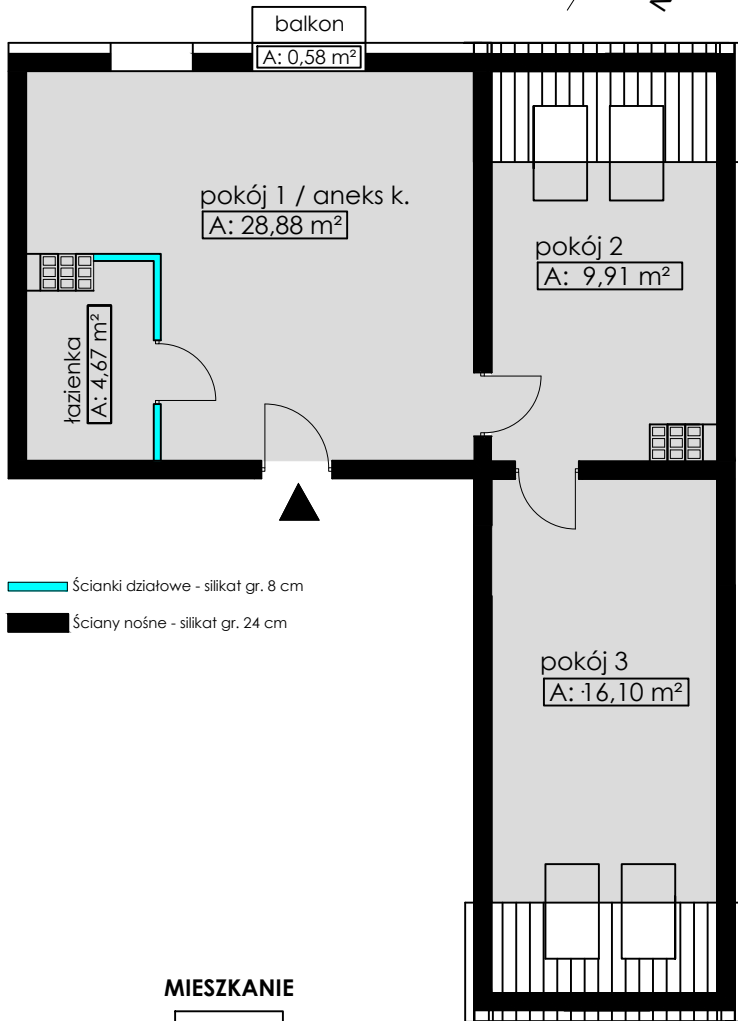 balkon
A: 0,58 m²
pokój 1 / aneks k.
A: 28,88 m²
pokój 2
A: 9,91 m²
łazienka
A: 4,67 m²
Ścianki działowe - silikat gr. 8 cm
Ściany nośne - silikat gr. 24 cm
pokój 3
A: 16,10 m²
MIESZKANIE